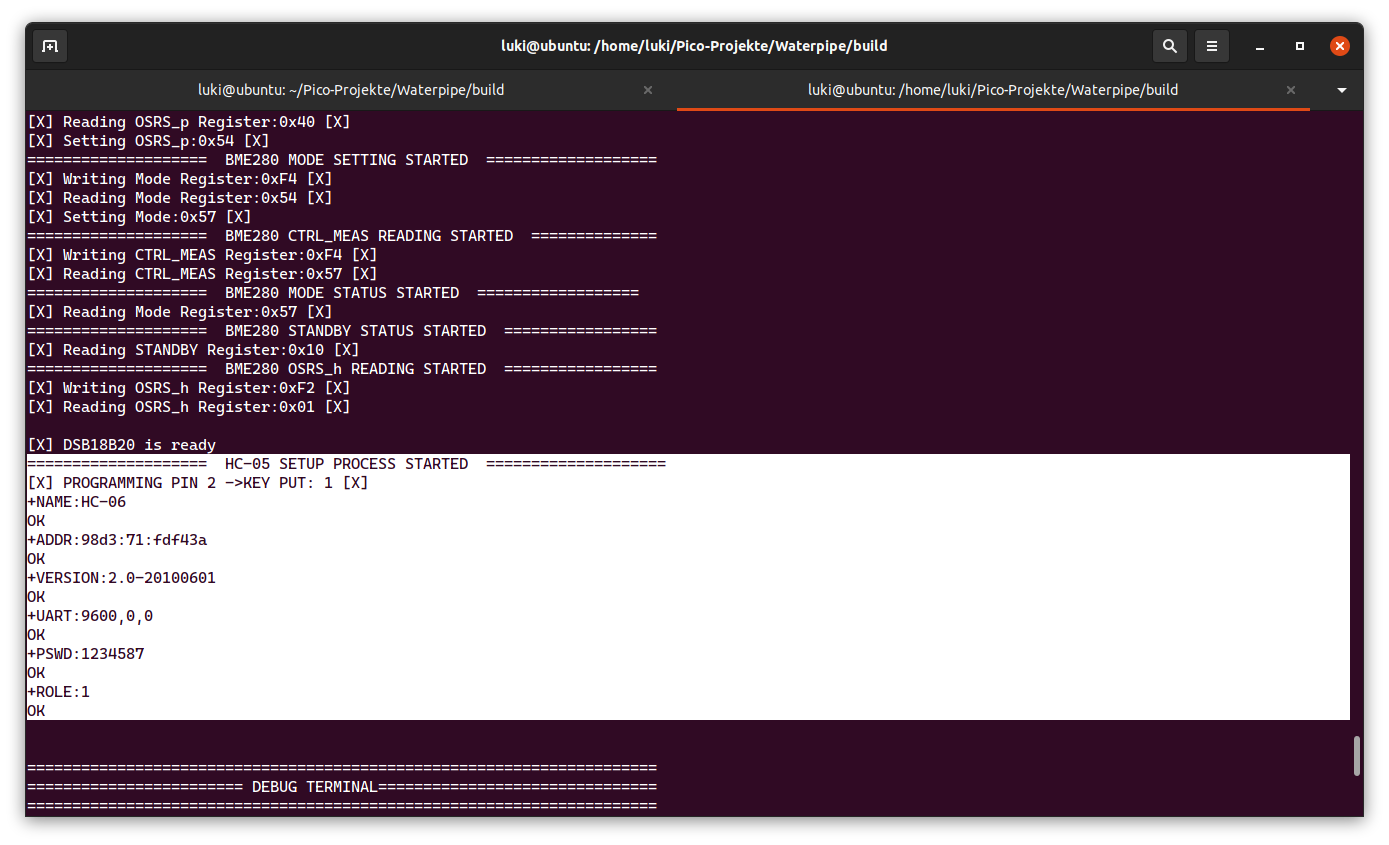 luki@ubuntu: /home/luki/Pico-Projekte/Waterpipe/build
luki@ubuntu: ~/Pico-Projekte/Waterpipe/build
luki@ubuntu: /home/luki/Pico-Projekte/Waterpipe/build
[X] Reading OSRS_p Register:0x40 [X]
[X] Setting OSRS_p:0x54 [X]
====================  BME280 MODE SETTING STARTED  ===================
[X] Writing Mode Register:0xF4 [X]
[X] Reading Mode Register:0x54 [X]
[X] Setting Mode:0x57 [X]
====================  BME280 CTRL_MEAS READING STARTED  ==============
[X] Writing CTRL_MEAS Register:0xF4 [X]
[X] Reading CTRL_MEAS Register:0x57 [X]
====================  BME280 MODE STATUS STARTED  ==================
[X] Reading Mode Register:0x57 [X]
====================  BME280 STANDBY STATUS STARTED  =================
[X] Reading STANDBY Register:0x10 [X]
====================  BME280 OSRS_h READING STARTED  =================
[X] Writing OSRS_h Register:0xF2 [X]
[X] Reading OSRS_h Register:0x01 [X]
[X] DSB18B20 is ready
====================  HC-05 SETUP PROCESS STARTED  ====================
[X] PROGRAMMING PIN 2 ->KEY PUT: 1 [X]
+NAME:HC-06
OK
+ADDR:98d3:71:fdf43a
OK
+VERSION:2.0-20100601
OK
+UART:9600,0,0
OK
+PSWD:1234587
OK
+ROLE:1
OK
======================================================================
======================== DEBUG TERMINAL===============================
======================================================================